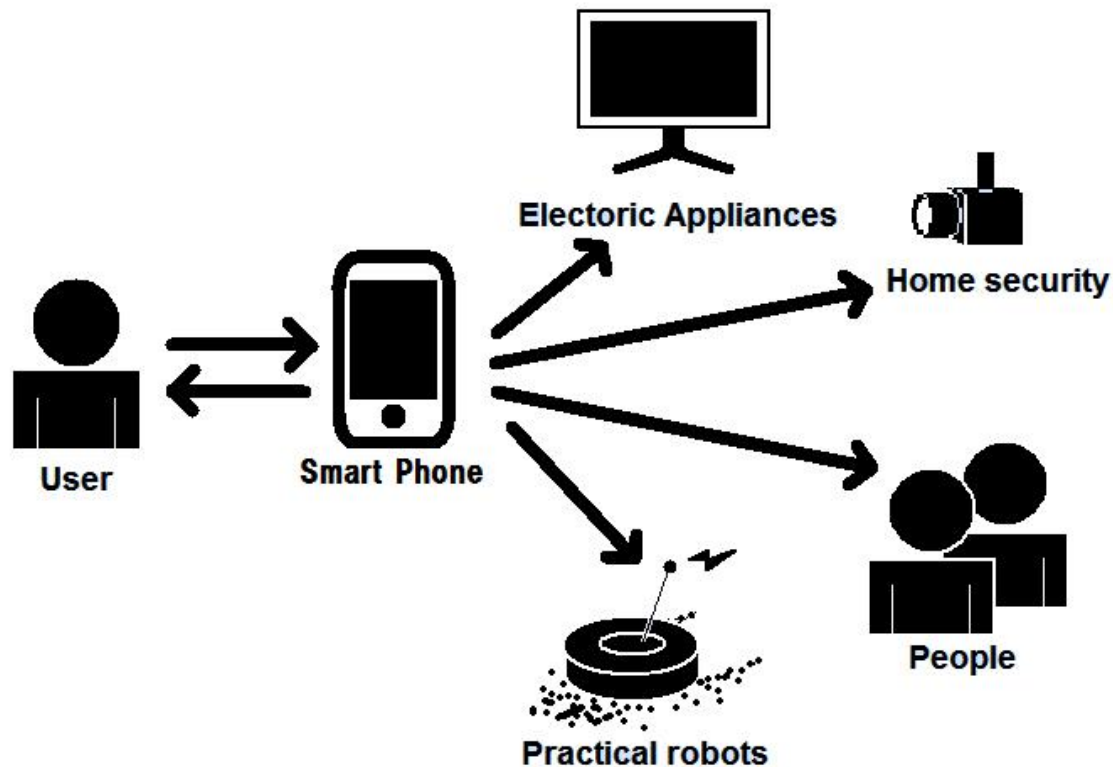 Electoric Appliances
Home security
User
Smart Phone
People
Practical robots